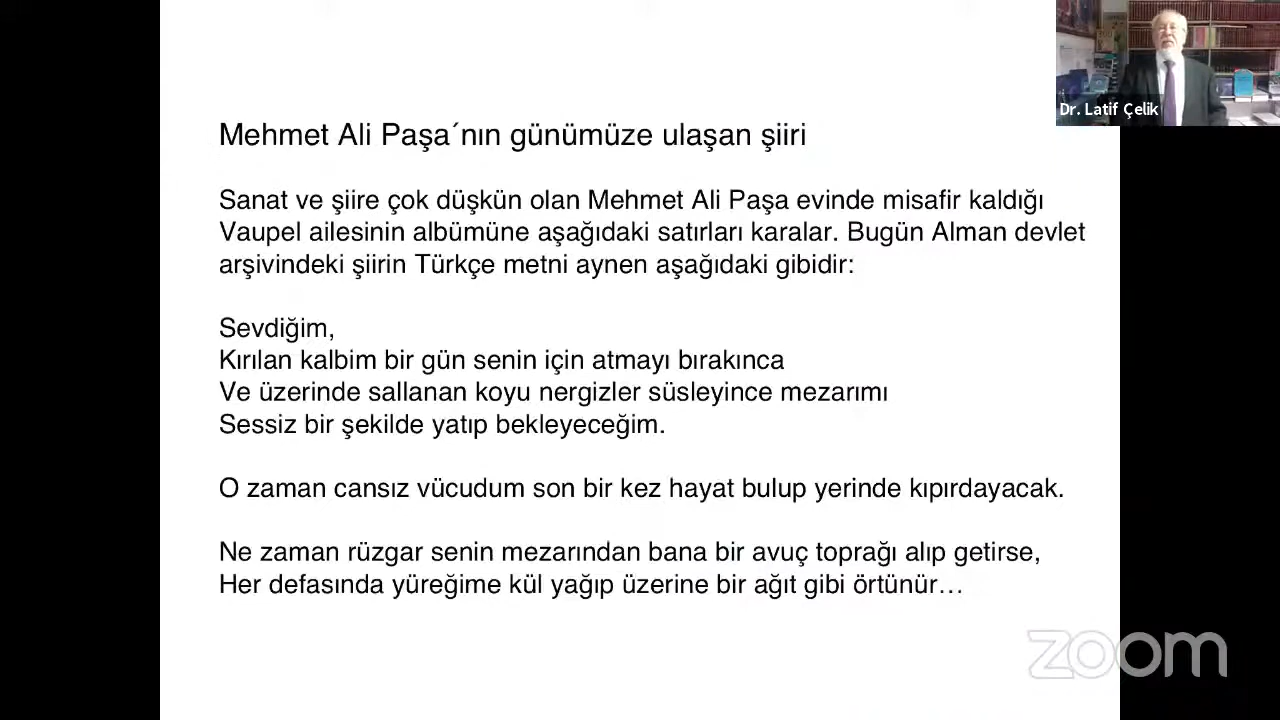 Dr. Latif Çelik
Mehmet Ali Paşa´nın günümüze ulaşan şiiri
Sanat ve şiire çok düşkün olan Mehmet Ali Paşa evinde misafir kaldığı
Vaupel ailesinin albümüne aşağıdaki satırları karalar. Bugün Alman devlet
arşivindeki şiirin Türkçe metni aynen aşağıdaki gibidir:
Sevdiğim,
Kırılan kalbim bir gün senin için atmayı bırakınca
Ve üzerinde sallanan koyu nergizler süsleyince mezarımı
Sessiz bir şekilde yatıp bekleyeceğim.
O zaman cansız vücudum son bir kez hayat bulup yerinde kıpırdayacak.
Ne zaman rüzgar senin mezarından bana bir avuç toprağı alıp getirse,
Her defasında yüreğime kül yağıp üzerine bir ağıt gibi örtünür…
zoom